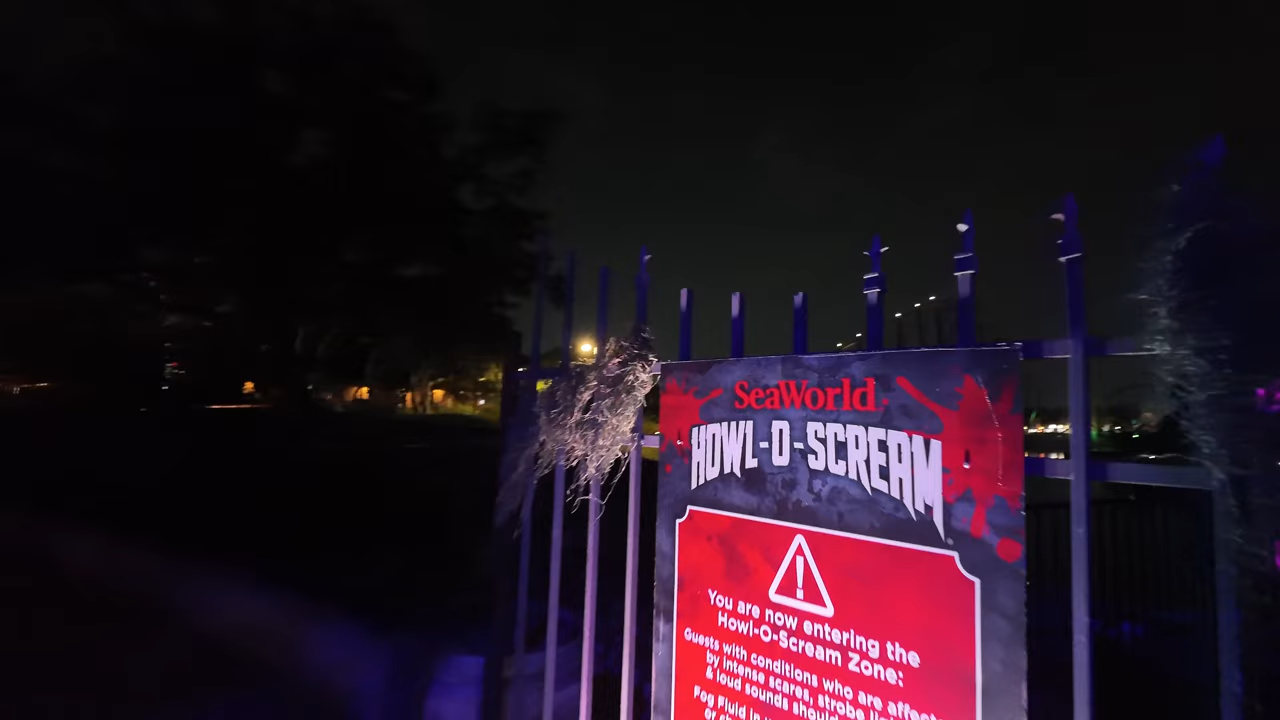 SeaWorld
HOWL-O-SCREAM
You are now entering the
Howl-O-Scream Zone:
Guests with conditions who are
by intense scares, strobe
& loud sounds
Fog Fluid in